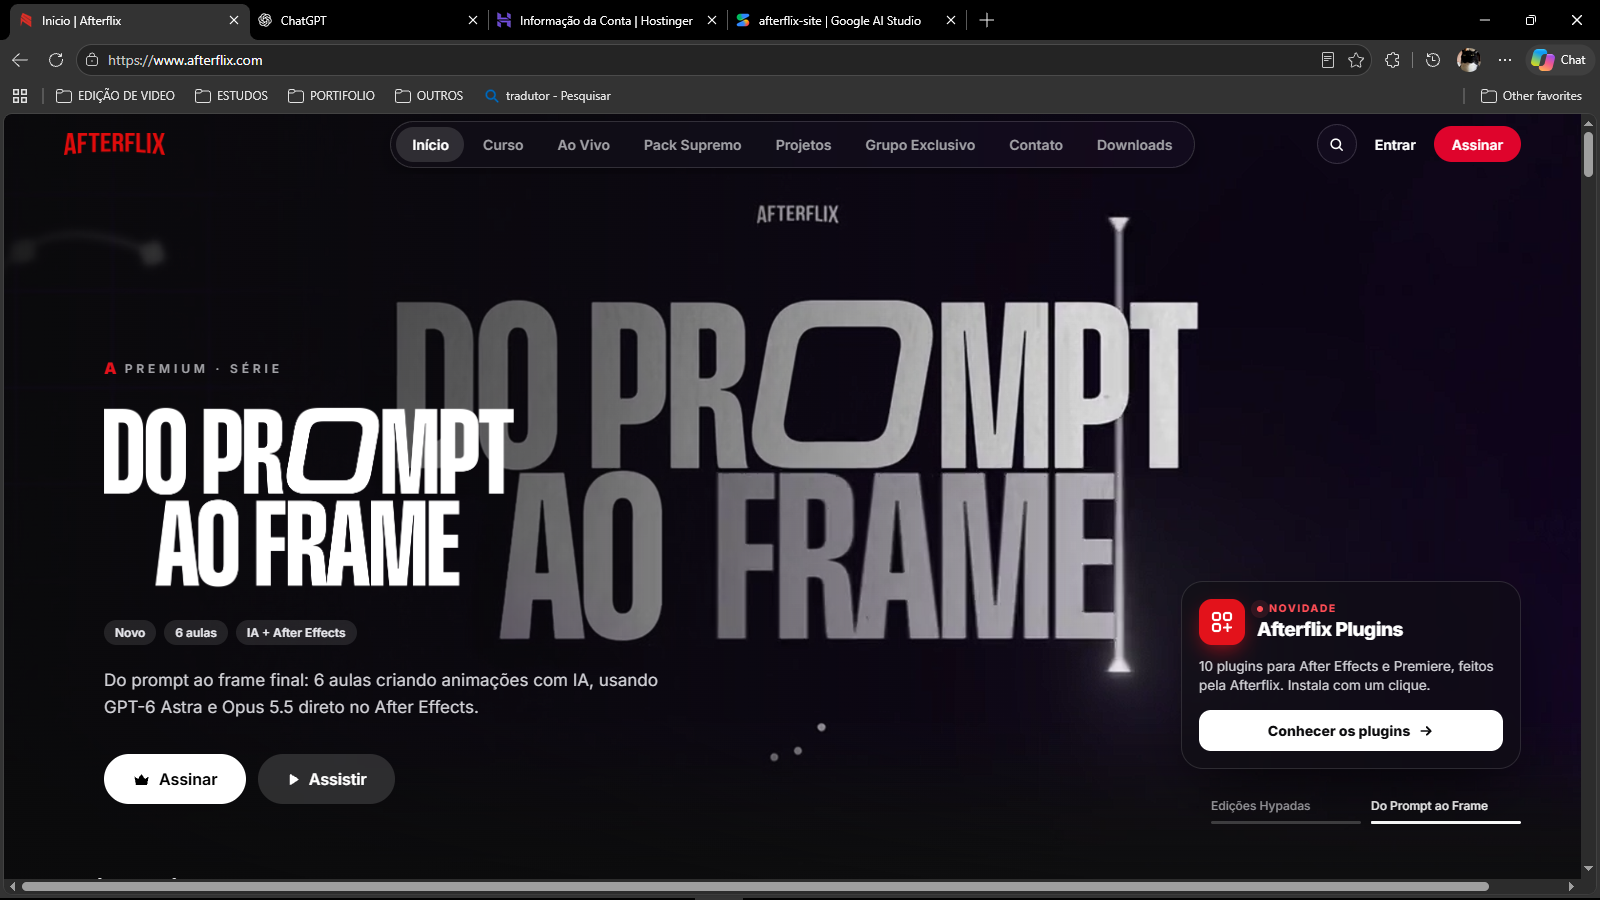 Inicio | Afterflix
ChatGPT
Informação da Conta | Hostinger
afterflix-site | Google AI Studio
https://www.afterflix.com
Chat
EDIÇÃO DE VIDEO
ESTUDOS
PORTIFOLIO
OUTROS
tradutor - Pesquisar
Other favorites
AFTERFLIX
Início
Curso
Ao Vivo
Pack Supremo
Projetos
Grupo Exclusivo
Contato
Downloads
Entrar
Assinar
AFTERFLIX
DO PROMPT
AO FRAME
A PREMIUM · SÉRIE
DO PROMPT
AO FRAME
Novo
6 aulas
IA + After Effects
Do prompt ao frame final: 6 aulas criando animações com IA, usando
GPT-6 Astra e Opus 5.5 direto no After Effects.
Assinar
Assistir
NOVIDADE
Afterflix Plugins
10 plugins para After Effects e Premiere, feitos
pela Afterflix. Instala com um clique.
Conhecer os plugins →
Edições Hypadas
Do Prompt ao Frame